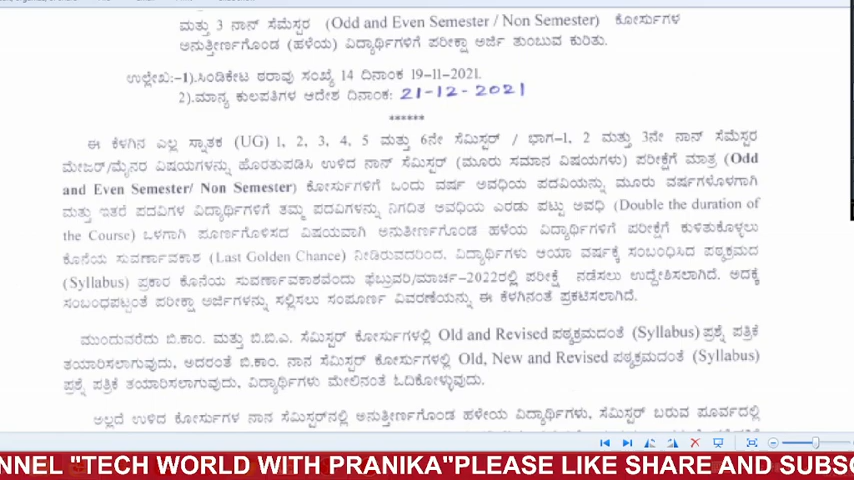 ಮತ್ತು 3 ನಾನ್ ಸೆಮೆಸ್ಟರ (Odd and Even Semester / Non Semester) ಕೋರ್ಸುಗಳ
ಅನುತ್ತೀರ್ಣಗೊಂಡ (ಹಳೆಯ) ವಿದ್ಯಾರ್ಥಿಗಳಿಗೆ ಪರೀಕ್ಷಾ ಅರ್ಜಿ ತುಂಬುವ ಕುರಿತು.
ಉಲ್ಲೇಖ:-1).ಸಿಂಡಿಕೇಟ ಠರಾವು ಸಂಖ್ಯೆ 14 ದಿನಾಂಕ 19-11-2021.
2).ಮಾನ್ಯ ಕುಲಪತಿಗಳ ಆದೇಶ ದಿನಾಂಕ: 21-12-2021
******
ಈ ಕೆಳಗಿನ ಎಲ್ಲ ಸ್ನಾತಕ (UG) 1, 2, 3, 4, 5 ಮತ್ತು 6ನೇ ಸೆಮಿಸ್ಟರ್ / ಭಾಗ-1, 2 ಮತ್ತು 3ನೇ ನಾನ್ ಸೆಮೆಸ್ಟರ
ಮೇಜರ್/ಮೈನರ ವಿಷಯಗಳನ್ನು ಹೊರತುಪಡಿಸಿ ಉಳಿದ ನಾನ್ ಸೆಮಿಸ್ಟರ್ (ಮೂರು ಸಮಾನ ವಿಷಯಗಳು) ಪರೀಕ್ಷೆಗೆ ಮಾತ್ರ (Odd
and Even Semester/ Non Semester) ಕೋರ್ಸುಗಳಿಗೆ ಒಂದು ವರ್ಷ ಅವಧಿಯ ಪದವಿಯನ್ನು ಮೂರು ವರ್ಷಗಳೊಳಗಾಗಿ
ಮತ್ತು ಇತರೆ ಪದವಿಗಳ ವಿದ್ಯಾರ್ಥಿಗಳಿಗೆ ತಮ್ಮ ಪದವಿಗಳನ್ನು ನಿಗದಿತ ಅವಧಿಯ ಎರಡು ಪಟ್ಟು ಅವಧಿ (Double the duration of
the Course) ಒಳಗಾಗಿ ಪೂರ್ಣಗೊಳಿಸದ ವಿಷಯವಾಗಿ ಅನುತೀರ್ಣಗೊಂಡ ಹಳೆಯ ವಿದ್ಯಾರ್ಥಿಗಳಿಗೆ ಪರೀಕ್ಷೆಗೆ ಕುಳಿತುಕೊಳ್ಳಲು
ಕೊನೆಯ ಸುವರ್ಣಾವಕಾಶ (Last Golden Chance) ನೀಡಿರುವದರಿಂದ. ವಿದ್ಯಾರ್ಥಿಗಳು ಆಯಾ ವರ್ಷಕ್ಕೆ ಸಂಬಂಧಿಸಿದ ಪಠ್ಯಕ್ರಮದ
(Syllabus) ಪ್ರಕಾರ ಕೊನೆಯ ಸುವರ್ಣಾವಕಾಶವೆಂದು ಫೆಬ್ರುವರಿ/ಮಾರ್ಚ-2022ರಲ್ಲಿ ಪರೀಕ್ಷೆ ನಡೆಸಲು ಉದ್ದೇಶಿಸಲಾಗಿದೆ. ಅದಕ್ಕೆ
ಸಂಬಂಧಪಟ್ಟಂತೆ ಪರೀಕ್ಷಾ ಅರ್ಜಿಗಳನ್ನು ಸಲ್ಲಿಸಲು ಸಂಪೂರ್ಣ ವಿವರಣೆಯನ್ನು ಈ ಕೆಳಗಿನಂತೆ ಪ್ರಕಟಿಸಲಾಗಿದೆ.
ಮುಂದುವರೆದು ಬಿ.ಕಾಂ. ಮತ್ತು ಬಿ.ಬಿ.ಎ. ಸೆಮಿಸ್ಟರ್ ಕೋರ್ಸುಗಳಲ್ಲಿ Old and Revised ಪಠ್ಯಕ್ರಮದಂತೆ (Syllabus) ಪ್ರಶ್ನೆ ಪತ್ರಿಕೆ
ತಯಾರಿಸಲಾಗುವುದು, ಅದರಂತೆ ಬಿ.ಕಾಂ. ನಾನ ಸೆಮಿಸ್ಟರ್ ಕೋರ್ಸುಗಳಲ್ಲಿ Old, New and Revised ಪಠ್ಯಕ್ರಮದಂತೆ (Syllabus)
ಪ್ರಶ್ನೆ ಪತ್ರಿಕೆ ತಯಾರಿಸಲಾಗುವುದು, ವಿದ್ಯಾರ್ಥಿಗಳು ಮೇಲಿನಂತೆ ಓದಿಕೋಳ್ಳುವುದು.
ಅಲ್ಲದೆ ಉಳಿದ ಕೋರ್ಸುಗಳ ನಾನ ಸೆಮಿಸ್ಟರ್‌ನಲ್ಲಿ ಅನುತ್ತೀರ್ಣಗೊಂಡ ಹಳೇಯ ವಿದ್ಯಾರ್ಥಿಗಳು, ಸೆಮಿಸ್ಟರ್ ಬರುವ ಪೂರ್ವದಲ್ಲಿ
NNEL "TECH WORLD WITH PRANIKA"PLEASE LIKE SHARE AND SUBSC